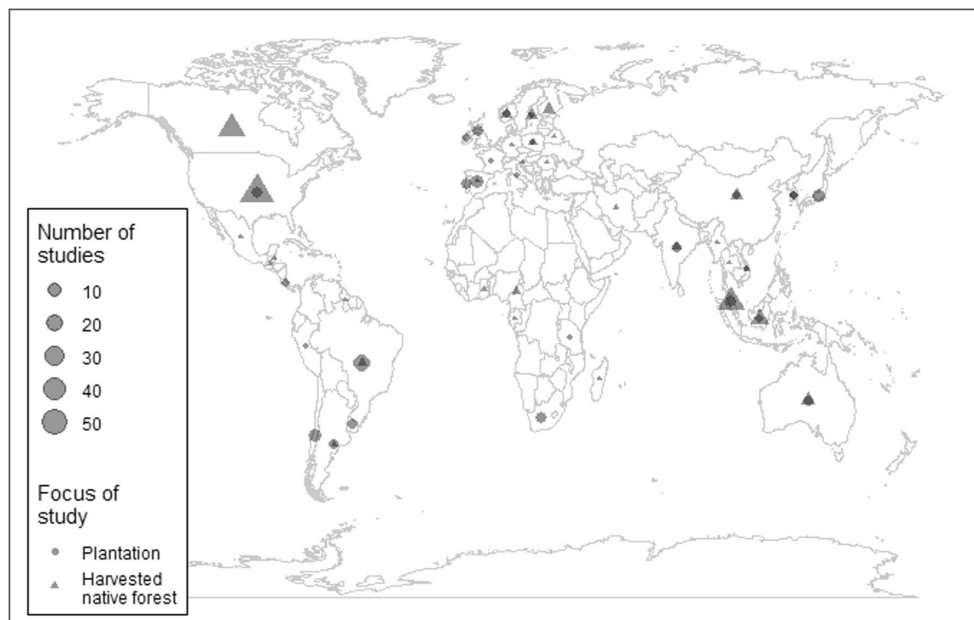 Number of
studies
10
20
30
40
50
Focus of
study
Plantation
Harvested
native forest